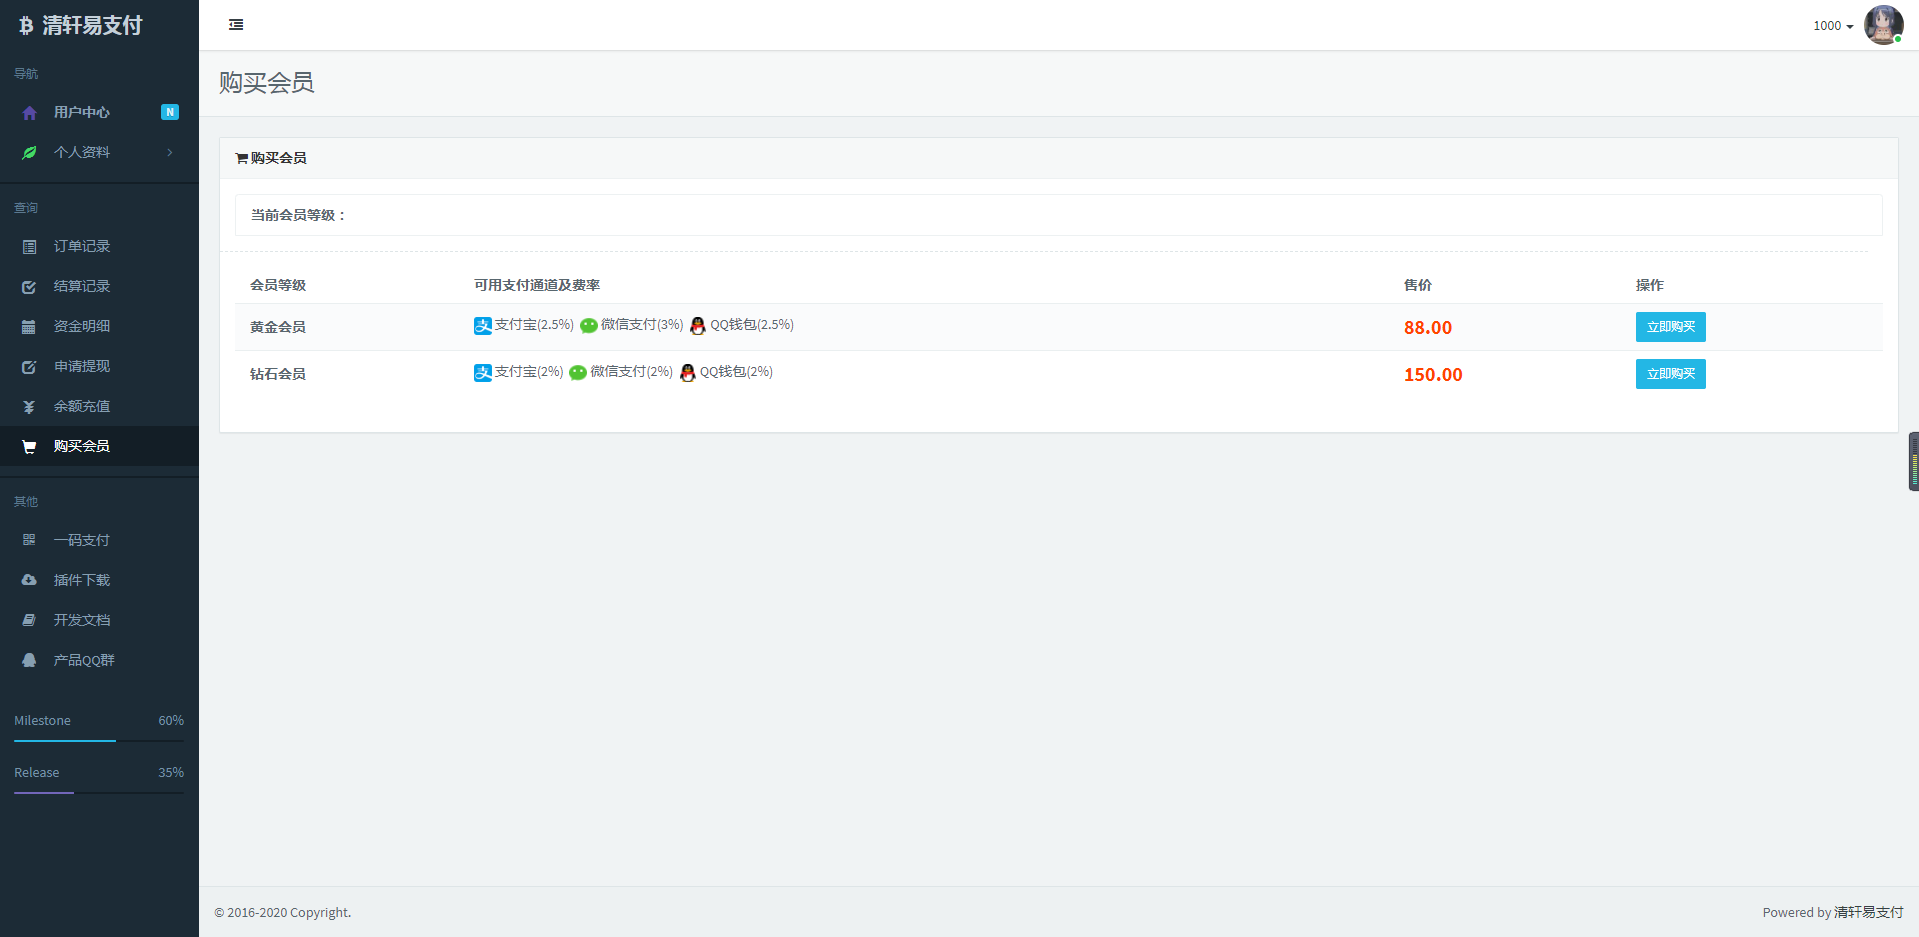 清轩易支付
1000
导航
用户中心 N
个人资料
查询
订单记录
结算记录
资金明细
申请提现
余额充值
购买会员
其他
一码支付
插件下载
开发文档
产品QQ群
Milestone 60%
Release 35%
购买会员
购买会员
当前会员等级：
会员等级 可用支付通道及费率 售价 操作
黄金会员 支付宝(2.5%) 微信支付(3%) QQ钱包(2.5%) 88.00 立即购买
钻石会员 支付宝(2%) 微信支付(2%) QQ钱包(2%) 150.00 立即购买
© 2016-2020 Copyright. Powered by 清轩易支付